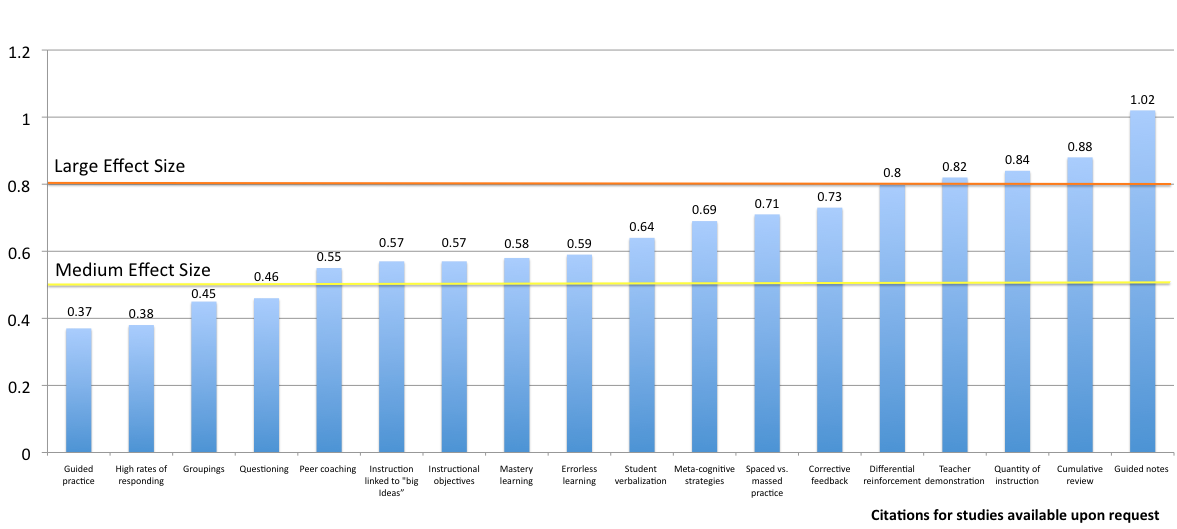 1.2
1
0.8
0.6
0.4
0.2
0
Large Effect Size
Medium Effect Size
0.37
0.38
0.45
0.46
0.55
0.57
0.57
0.58
0.59
0.64
0.69
0.71
0.73
0.8
0.82
0.84
0.88
1.02
Guided
practice
High rates of
responding
Groupings
Questioning
Peer coaching
Instruction
linked to "big
Ideas"
Instructional
objectives
Mastery
learning
Errorless
learning
Student
verbalization
Meta-cognitive
strategies
Spaced vs.
massed
practice
Corrective
feedback
Differential
reinforcement
Teacher
demonstration
Quantity of
instruction
Cumulative
review
Guided notes
Citations for studies available upon request